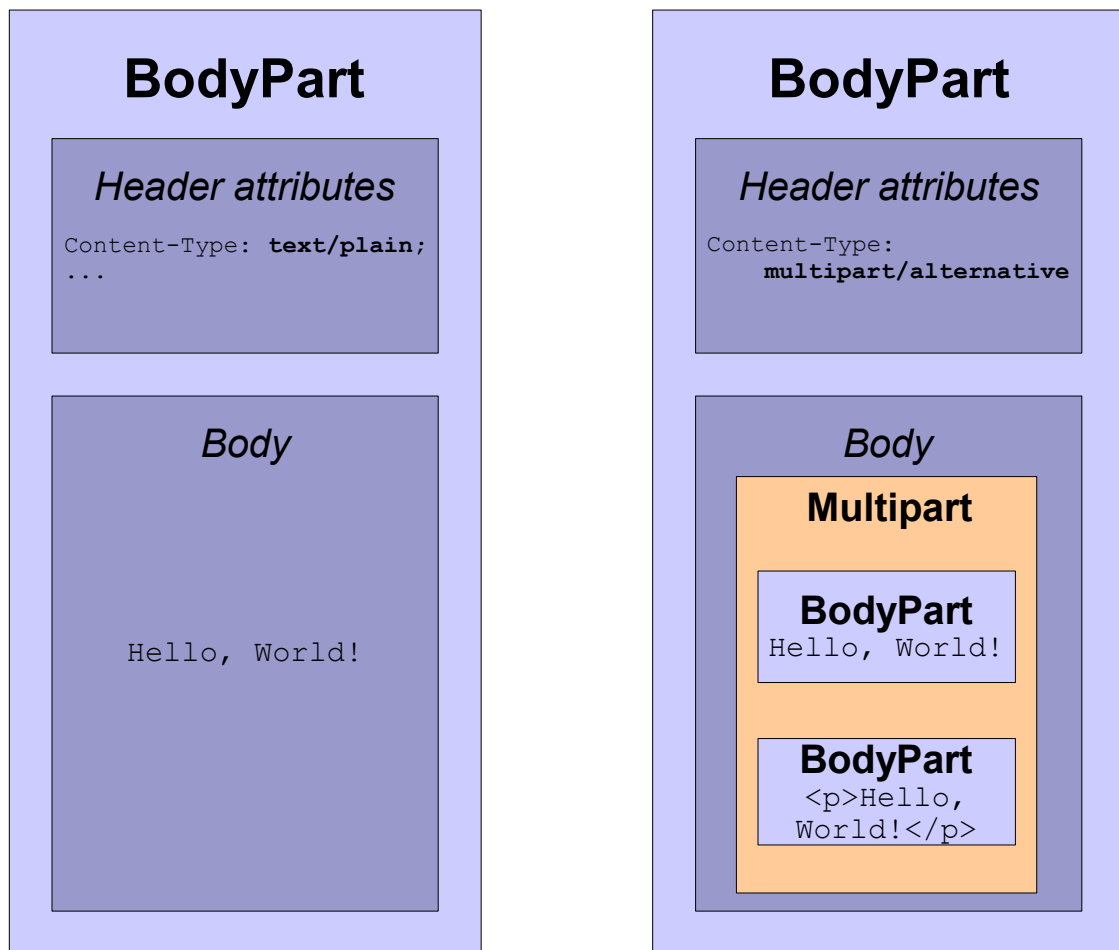 BodyPart
Header attributes
Content-Type: text/plain;
...
Body
Hello, World!
BodyPart
Header attributes
Content-Type:
multipart/alternative
Body
Multipart
BodyPart
Hello, World!
BodyPart
<p>Hello,
World!</p>